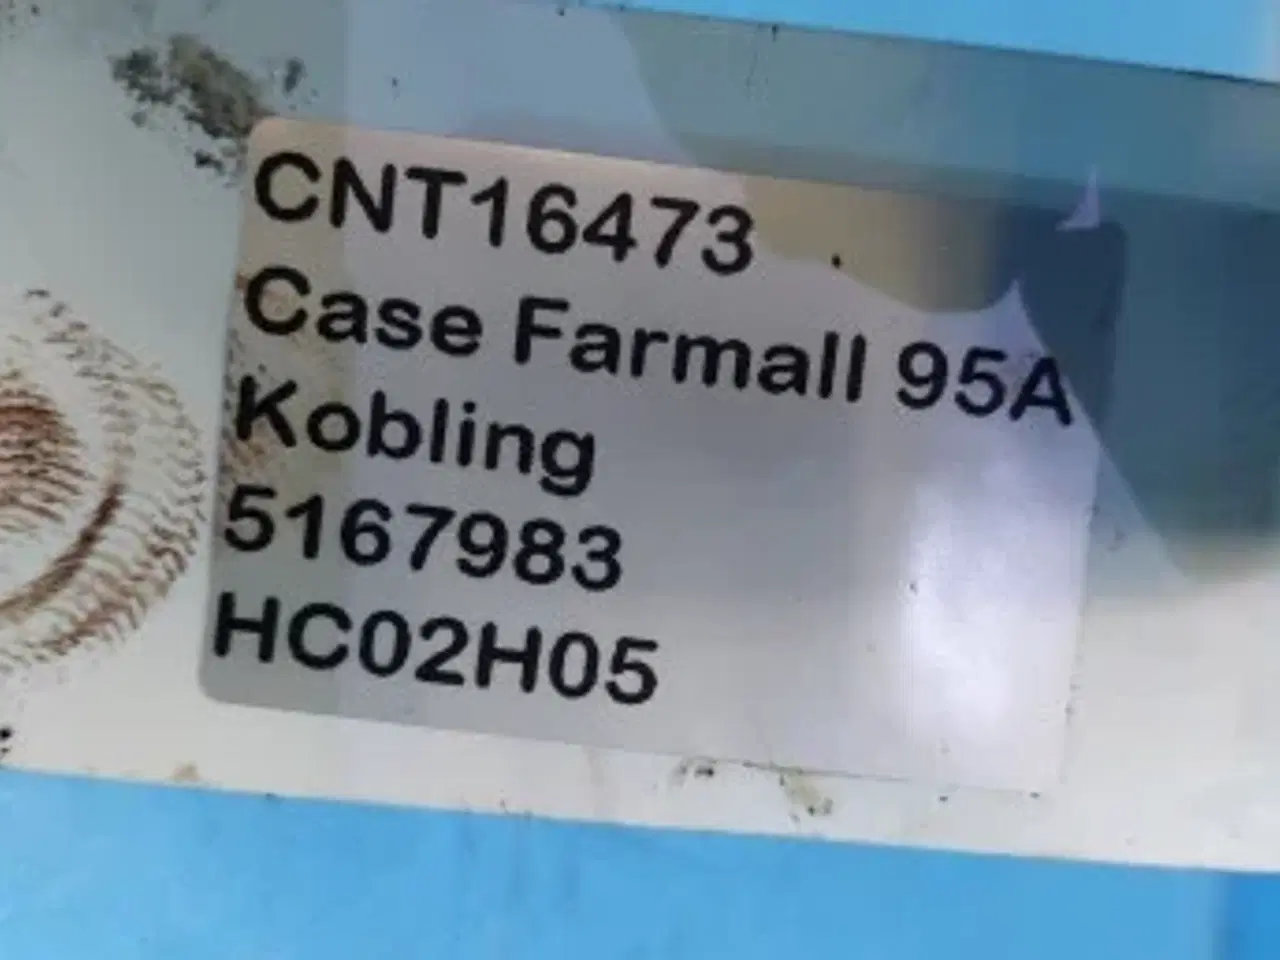 CNT16473
Case Farmall 95A
Kobling
5167983
HC02H05